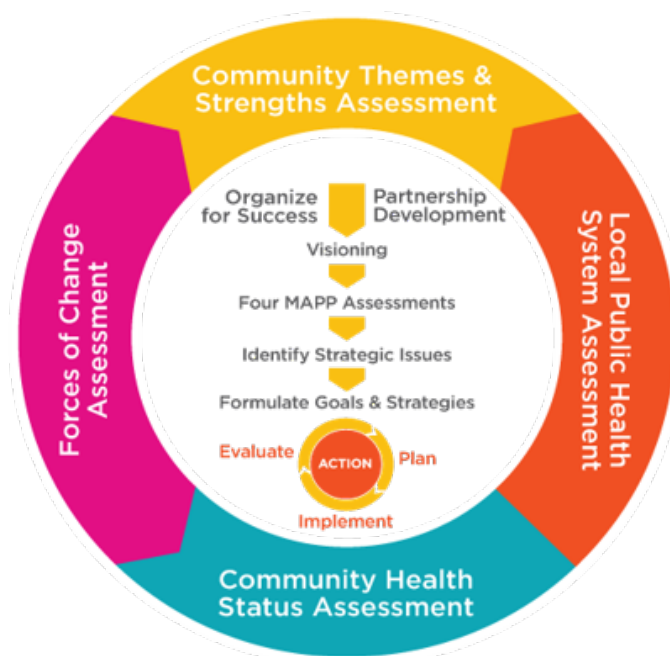 Community Themes &
Strengths Assessment
Organize
for Success
Partnership
Development
Visioning
Four MAPP Assessments
Identify Strategic Issues
Formulate Goals & Strategies
Evaluate
ACTION
Plan
Implement
Forces of Change
Assessment
Local Public Health
System Assessment
Community Health
Status Assessment